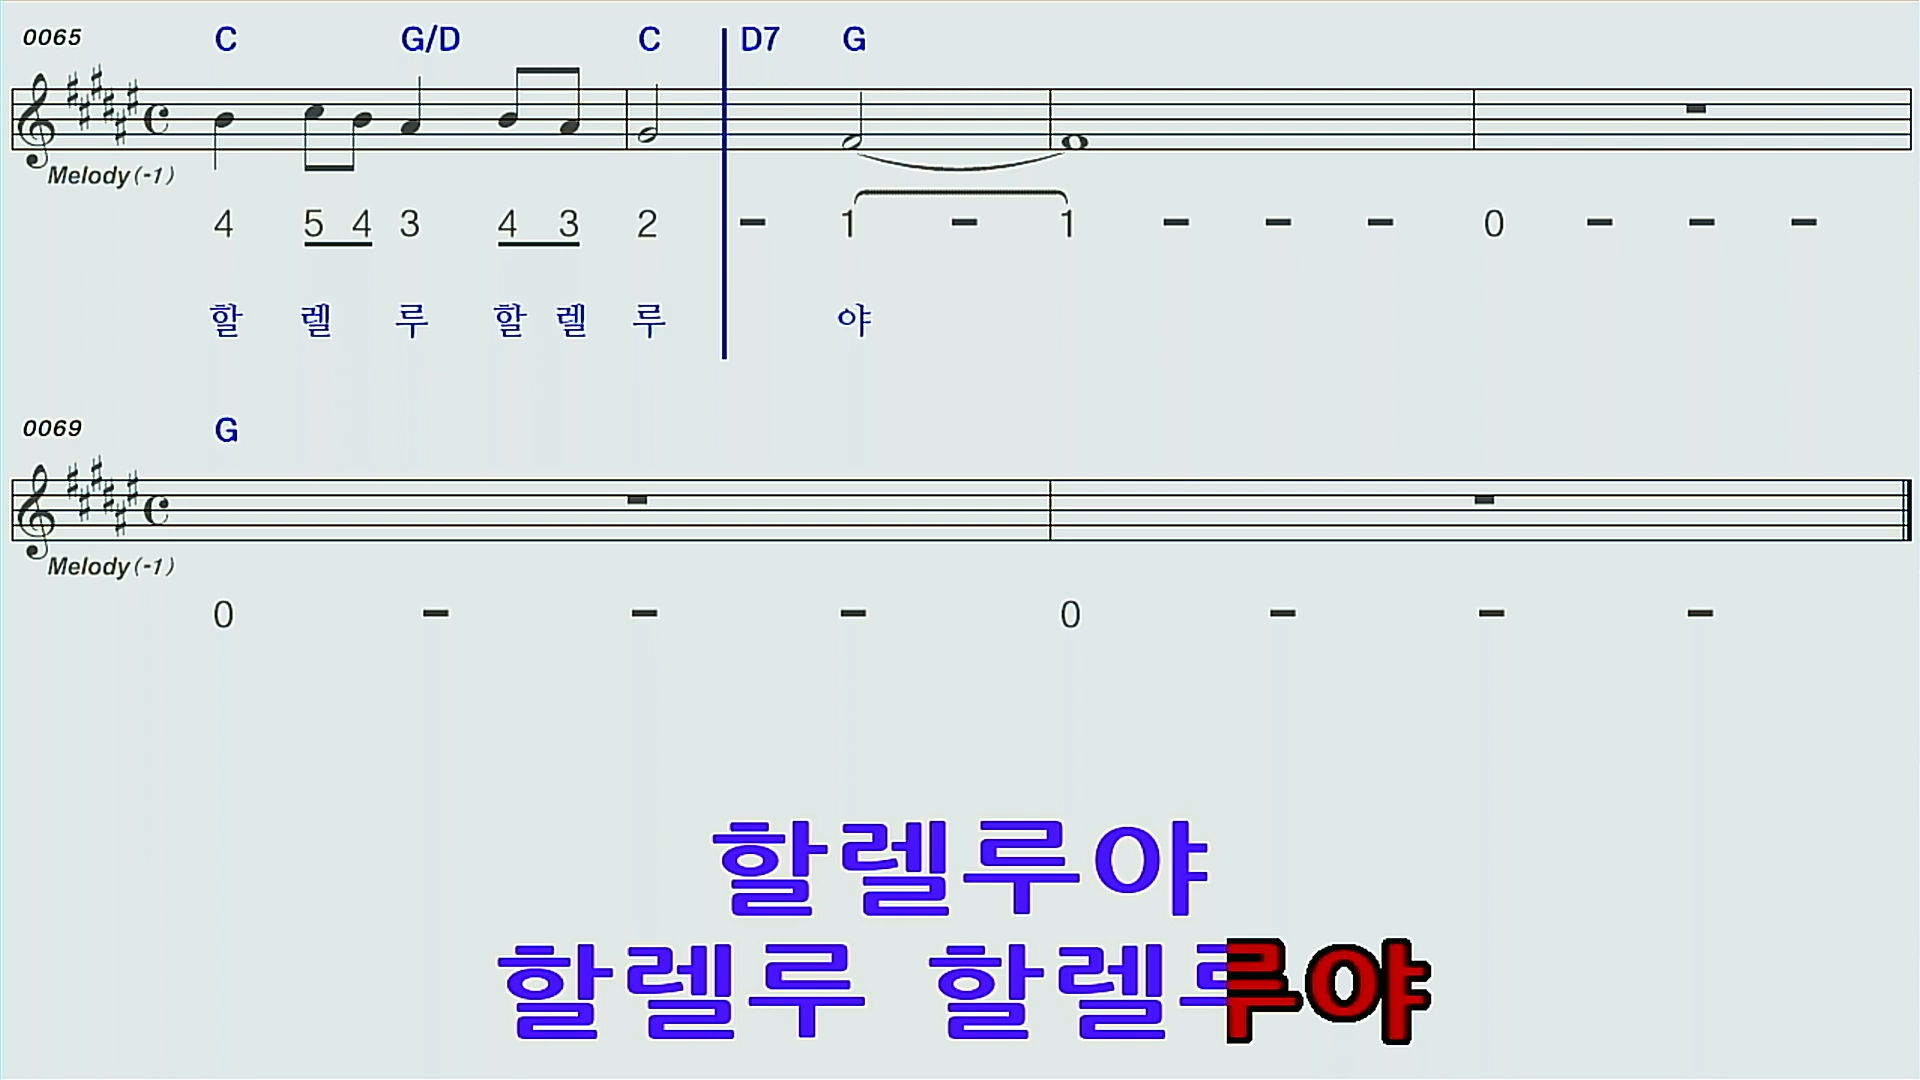 0065 C G/D C D7 G
Melody(-1)
4 5 4 3 4 3 2 - 1 - 1 - - - 0 - - -
할 렐 루 할 렐 루 야
0069 G
Melody(-1)
0 - - - 0 - - -
할렐루야
할렐루 할렐루야